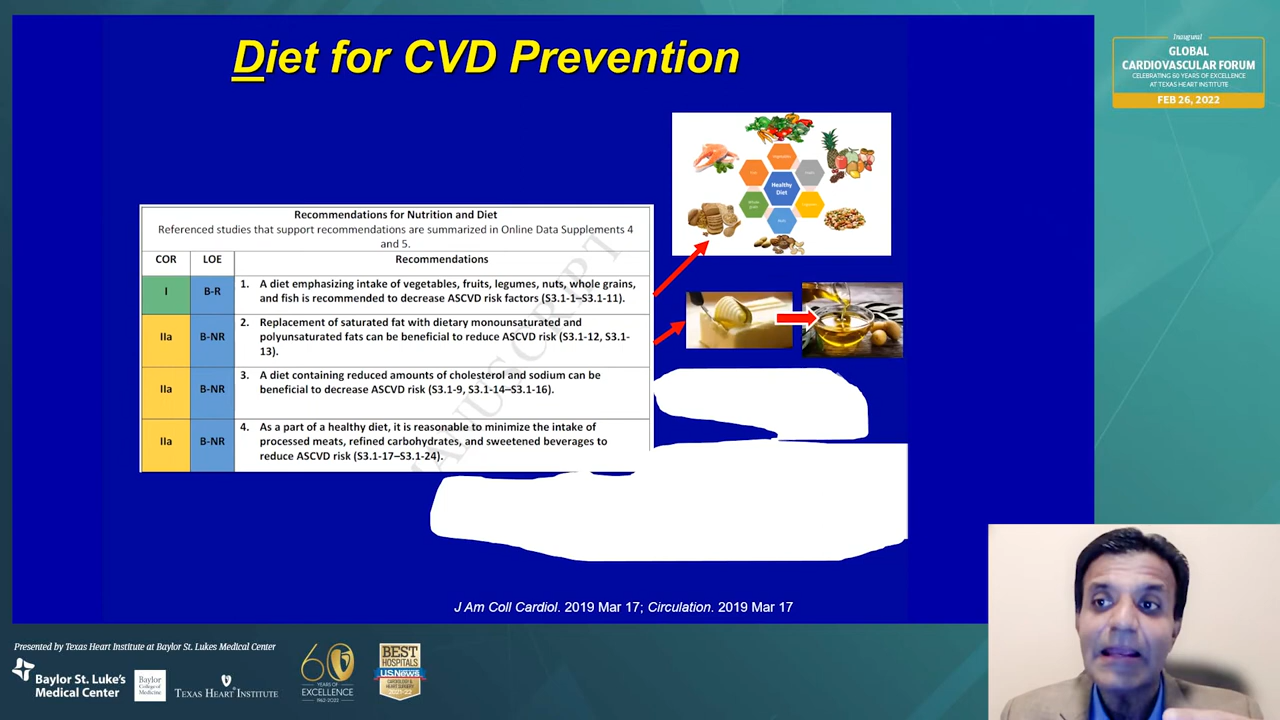 Diet for CVD Prevention
Inaugural
GLOBAL
CARDIOVASCULAR FORUM
CELEBRATING 60 YEARS OF EXCELLENCE
AT TEXAS HEART INSTITUTE
FEB 26, 2022
Vegetables
Healthy
Diet
Whole
grain
Nuts
Recommendations for Nutrition and Diet
Referenced studies that support recommendations are summarized in Online Data Supplements 4
and 5.
COR LOE Recommendations
I B-R 1. A diet emphasizing intake of vegetables, fruits, legumes, nuts, whole grains,
and fish is recommended to decrease ASCVD risk factors (S3.1-1–S3.1-11).
IIa B-NR 2. Replacement of saturated fat with dietary monounsaturated and
polyunsaturated fats can be beneficial to reduce ASCVD risk (S3.1-12, S3.1-
13).
IIa B-NR 3. A diet containing reduced amounts of cholesterol and sodium can be
beneficial to decrease ASCVD risk (S3.1-9, S3.1-14–S3.1-16).
IIa B-NR 4. As a part of a healthy diet, it is reasonable to minimize the intake of
processed meats, refined carbohydrates, and sweetened beverages to
reduce ASCVD risk (S3.1-17–S3.1-24).
J Am Coll Cardiol. 2019 Mar 17; Circulation. 2019 Mar 17
Presented by Texas Heart Institute at Baylor St. Lukes Medical Center
Baylor St. Luke's
Medical Center
Baylor
College of
Medicine
TEXAS HEART INSTITUTE
60
YEARS OF
EXCELLENCE
1962-2022
BEST
HOSPITALS
U.S.News